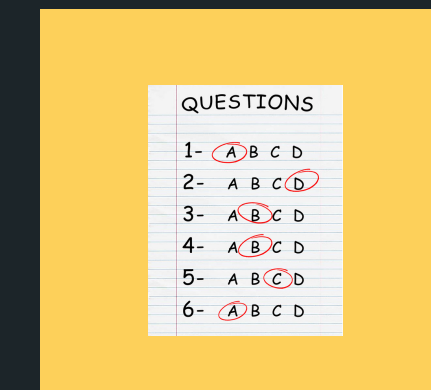 QUESTIONS
1- A B C D
2- A B C D
3- A B C D
4- A B C D
5- A B C D
6- A B C D